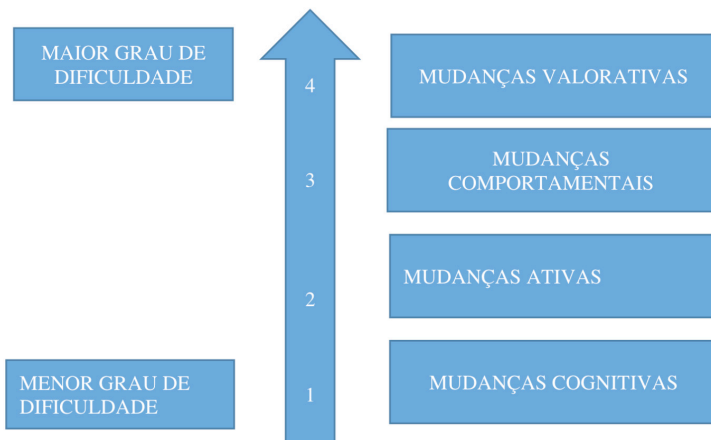 MAIOR GRAU DE
DIFICULDADE
4
MUDANÇAS VALORATIVAS
3
MUDANÇAS
COMPORTAMENTAIS
2
MUDANÇAS ATIVAS
MENOR GRAU DE
DIFICULDADE
1
MUDANÇAS COGNITIVAS